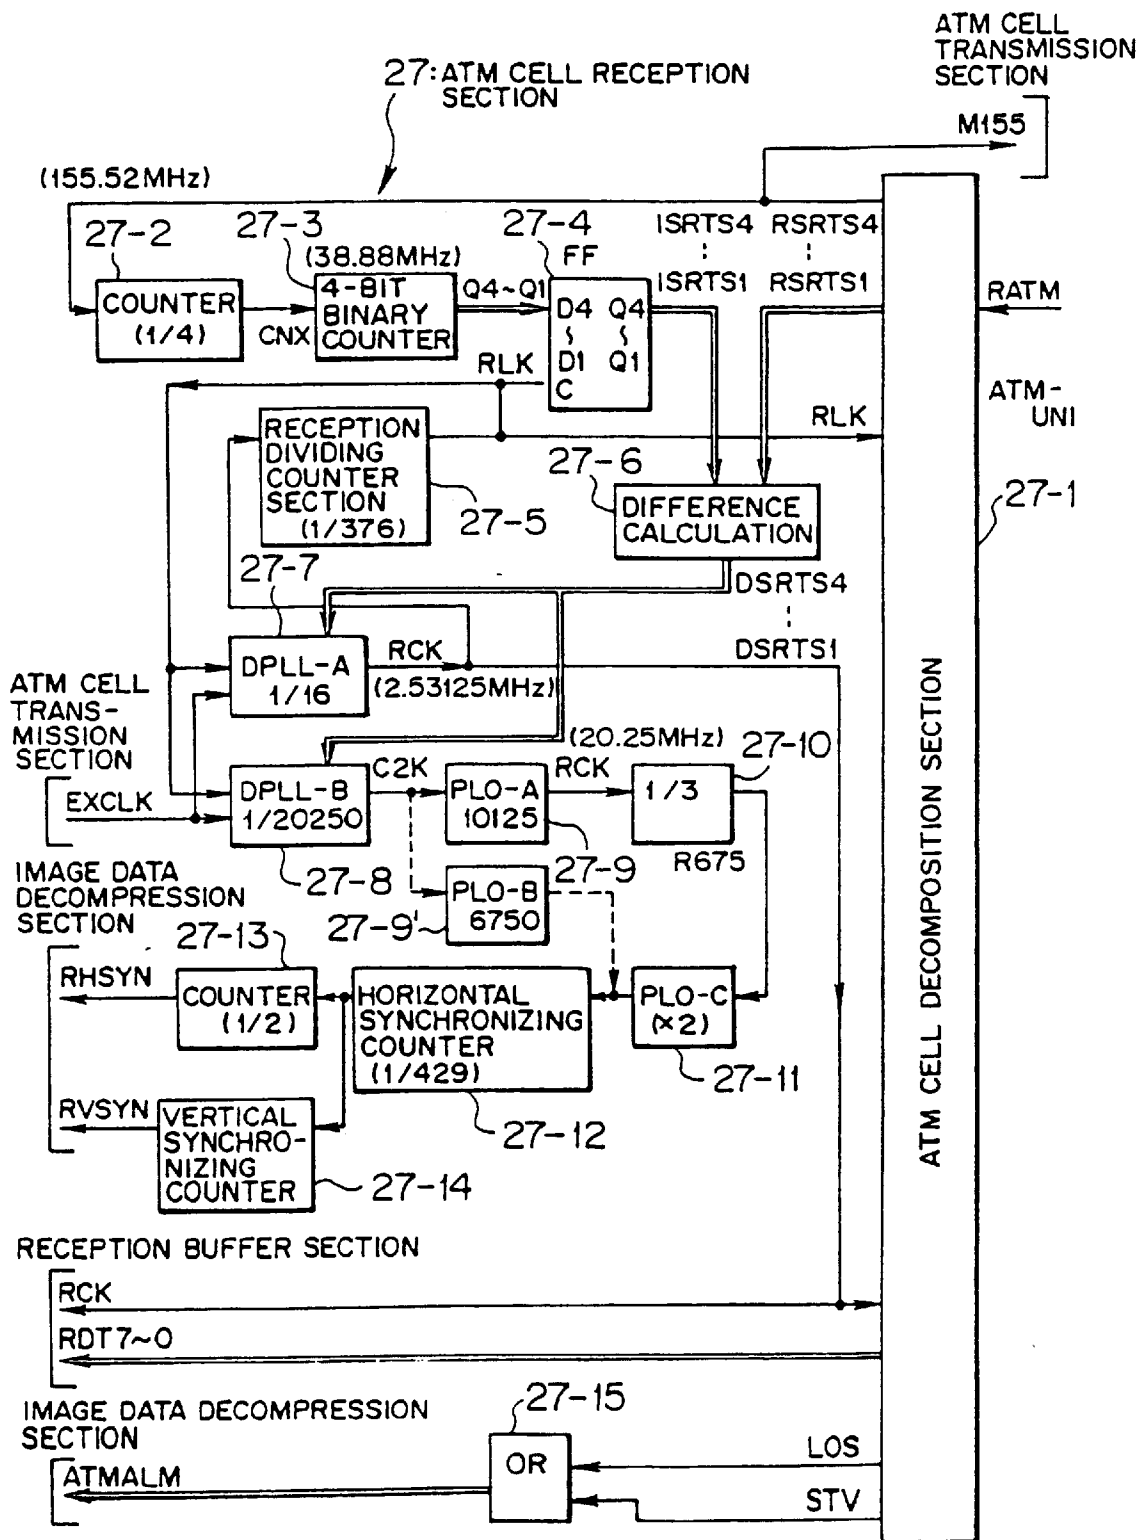 ATM CELL
TRANSMISSION
SECTION
27: ATM CELL RECEPTION
SECTION
M155
(155.52MHz)
27-2
27-3
(38.88MHz)
27-4
FF
ISRTS4
ISRTS1
RSRTS4
RSRTS1
COUNTER
(1/4)
CNX
4-BIT
BINARY
COUNTER
Q4~Q1
D4 Q4
~ ~
D1 Q1
C
RATM
RLK
ATM-
UNI
RECEPTION
DIVIDING
COUNTER
SECTION
(1/376)
27-5
RLK
27-6
27-1
DIFFERENCE
CALCULATION
27-7
DSRTS4
DSRTS1
DPLL-A
1/16
RCK
(2.53125MHz)
ATM CELL
TRANS-
MISSION
SECTION
EXCLK
(20.25MHz)
27-10
DPLL-B
1/20250
C2K
PLO-A
10125
RCK
1/3
27-8
27-9
R675
PLO-B
6750
27-9'
IMAGE DATA
DECOMPRESSION
SECTION
27-13
RHSYN
COUNTER
(1/2)
HORIZONTAL
SYNCHRONIZING
COUNTER
(1/429)
PLO-C
(×2)
27-11
27-12
RVSYN
VERTICAL
SYNCHRO-
NIZING
COUNTER
27-14
ATM CELL DECOMPOSITION SECTION
RECEPTION BUFFER SECTION
RCK
RDT7~0
IMAGE DATA DECOMPRESSION
SECTION
27-15
ATMALM
OR
LOS
STV